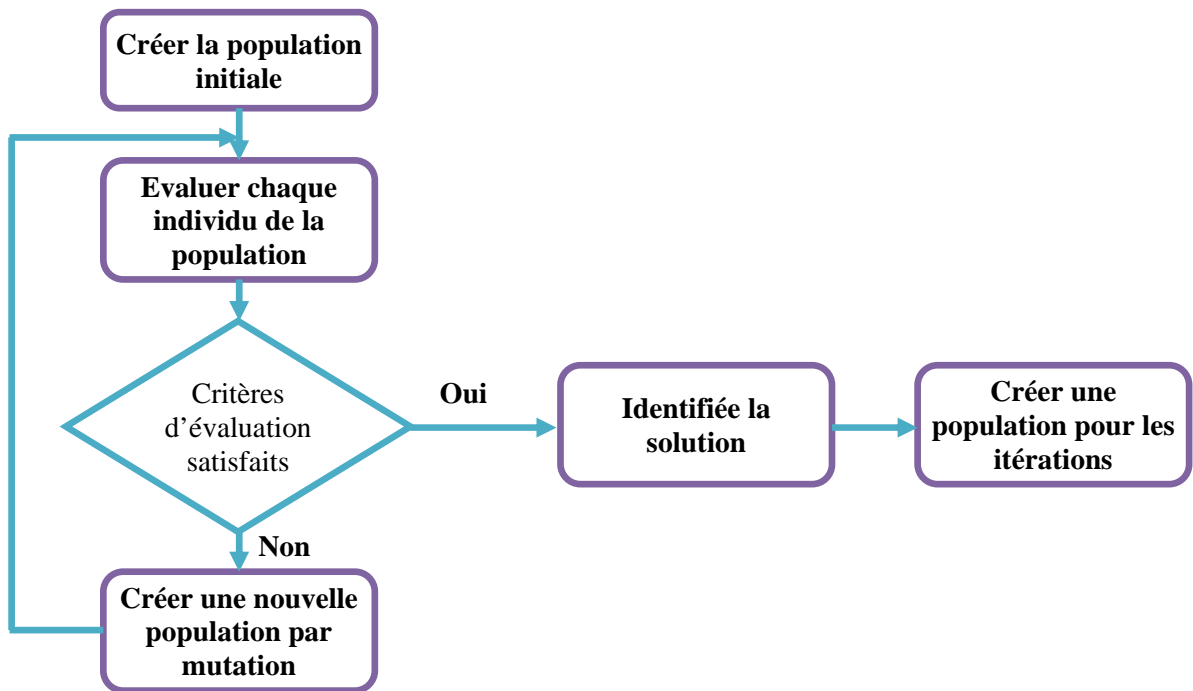 Créer la population
initiale
Evaluer chaque
individu de la
population
Critères
d'évaluation
satisfaits
Oui
Identifiée la
solution
Créer une
population pour les
itérations
Non
Créer une nouvelle
population par
mutation